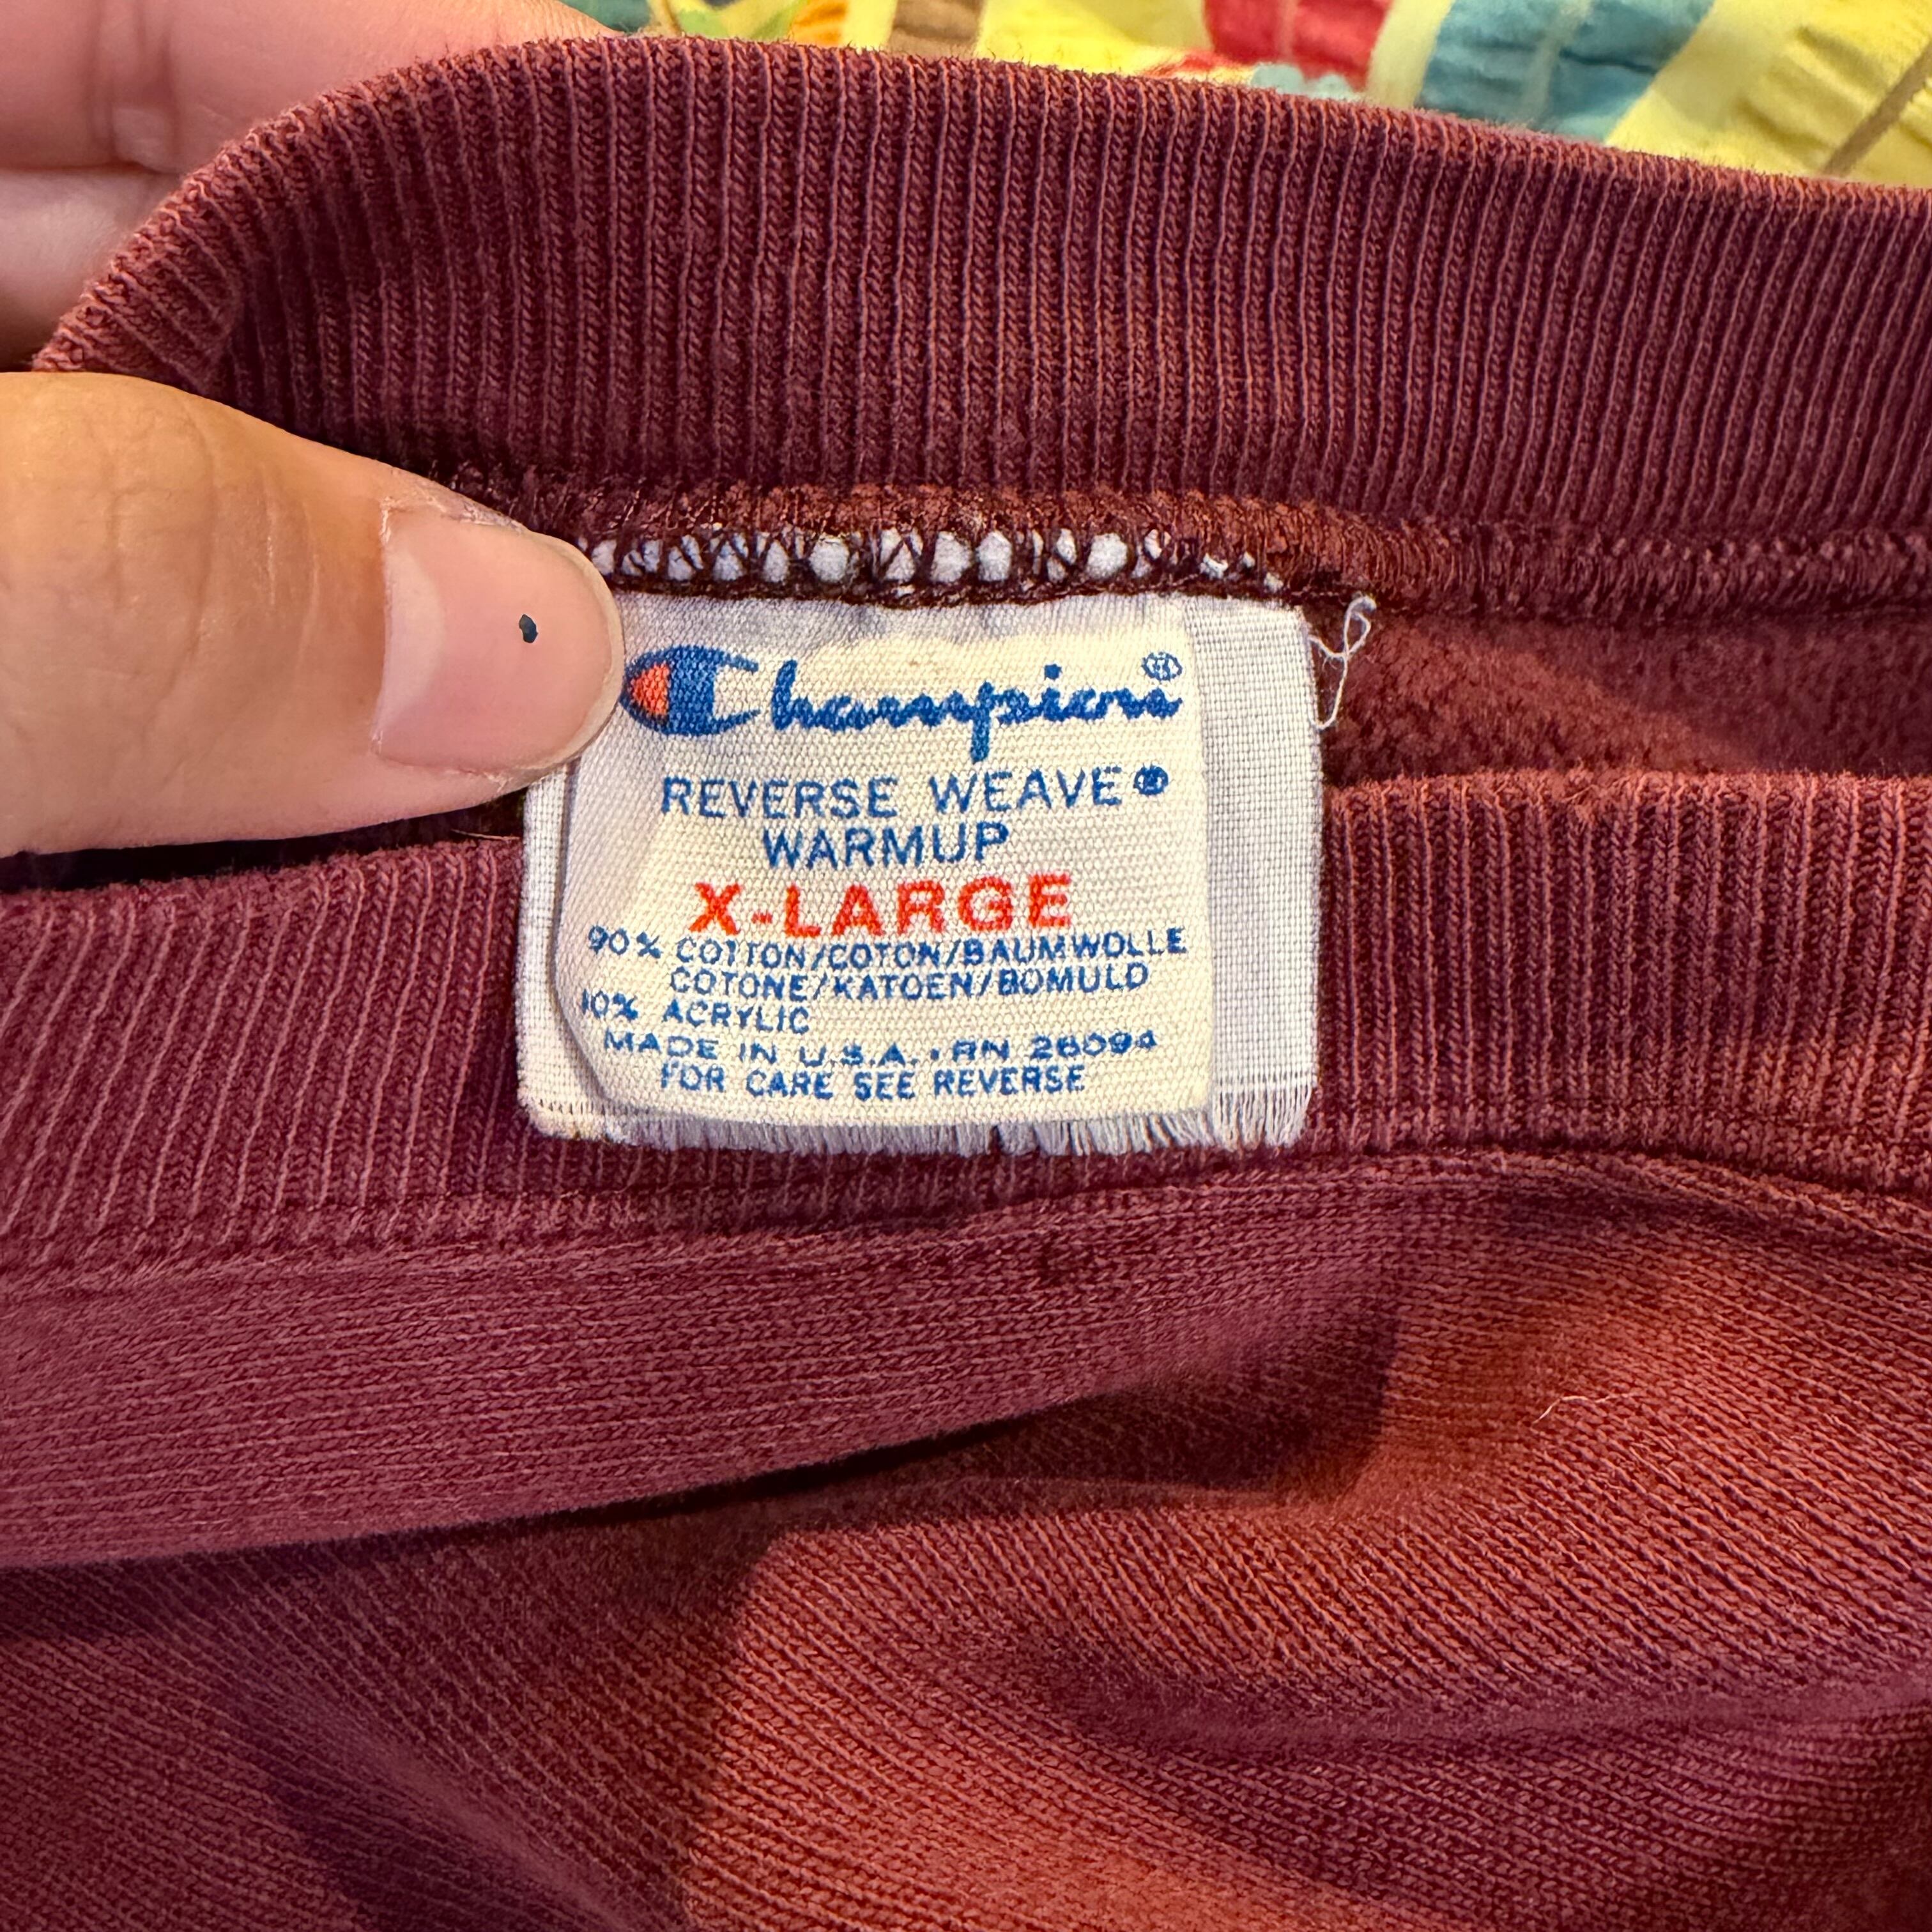 Champion®
REVERSE WEAVE®
WARMUP
X-LARGE
90% COTTON/COTON/BAUMWOLLE
COTONE/KATOEN/BOMULD
10% ACRYLIC
MADE IN U.S.A. • RN 26094
FOR CARE SEE REVERSE